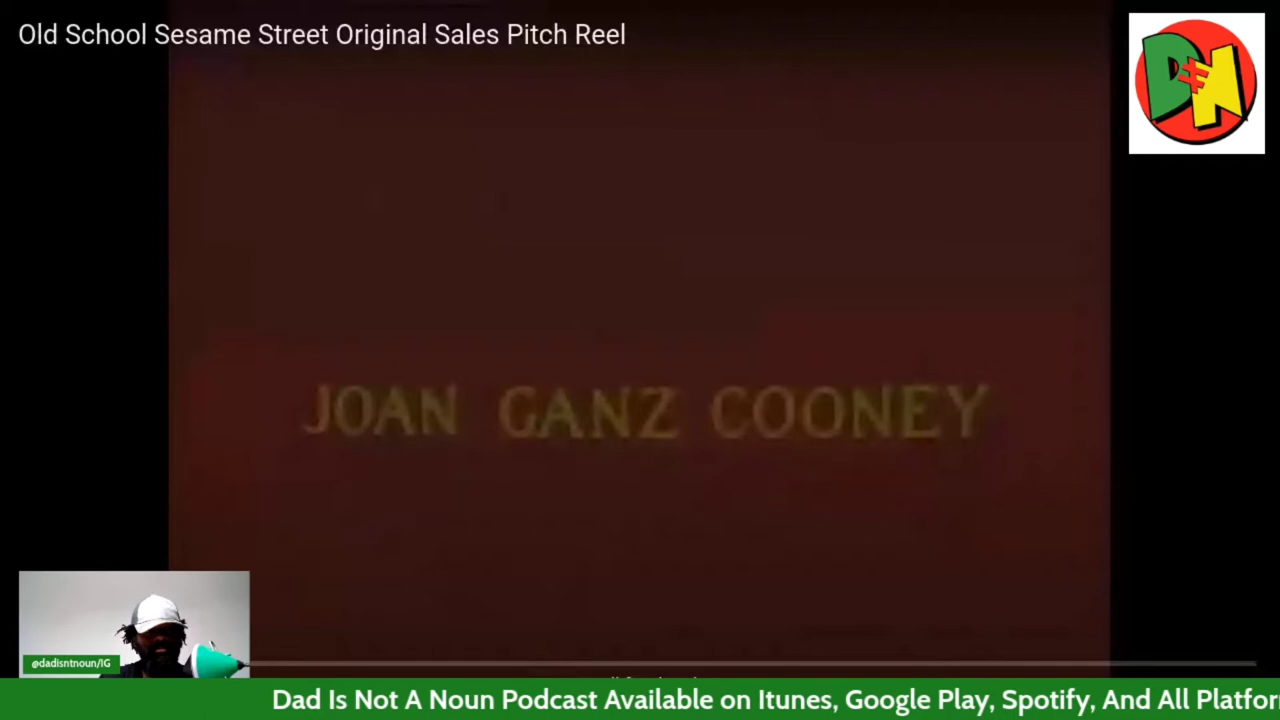 Old School Sesame Street Original Sales Pitch Reel
JOAN GANZ COONEY
@dadisntnoun/IG
Dad Is Not A Noun Podcast Available on Itunes, Google Play, Spotify, And All Platfor